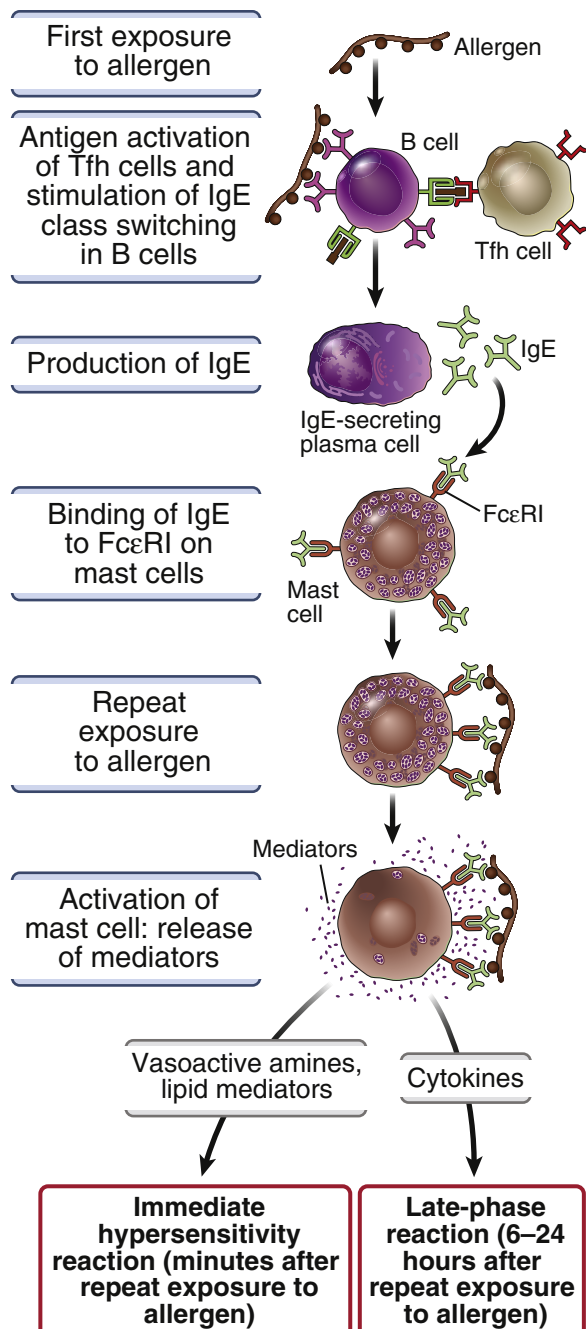 First exposure
to allergen
Allergen
Antigen activation
of Tfh cells and
stimulation of IgE
class switching
in B cells
B cell
Tfh cell
Production of IgE
IgE
IgE-secreting
plasma cell
Binding of IgE
to FcεRI on
mast cells
FcεRI
Mast
cell
Repeat
exposure
to allergen
Mediators
Activation of
mast cell: release
of mediators
Vasoactive amines,
lipid mediators
Cytokines
Immediate
hypersensitivity
reaction (minutes after
repeat exposure to
allergen)
Late-phase
reaction (6–24
hours after
repeat exposure
to allergen)